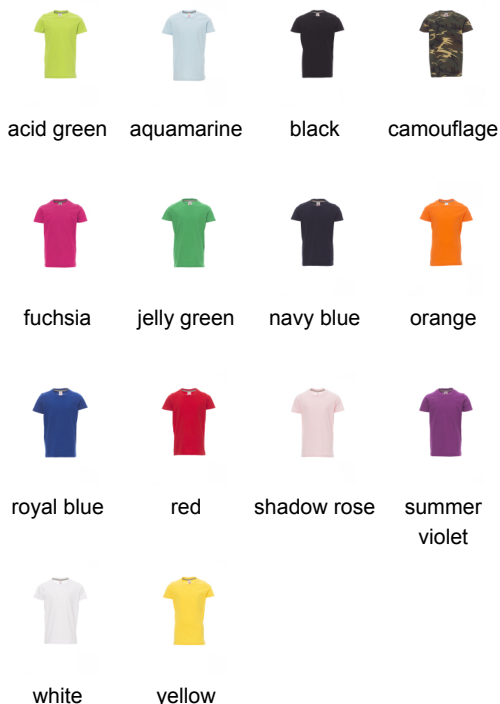 acid green
aquamarine
black
camouflage
fuchsia
jelly green
navy blue
orange
royal blue
red
shadow rose
summer
violet
white
yellow